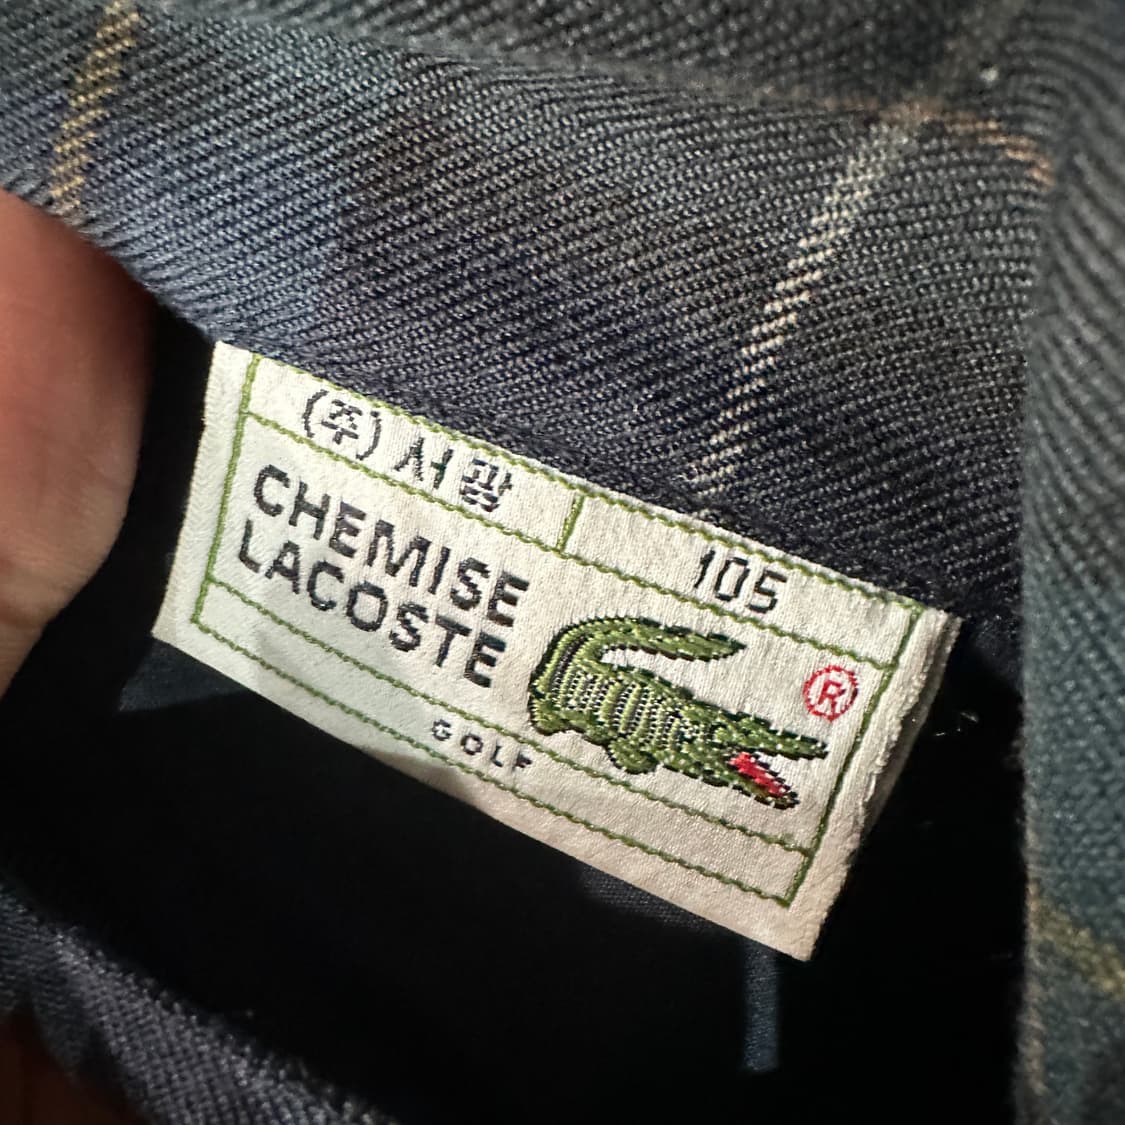 (주)서광
105
CHEMISE
LACOSTE
®
GOLF